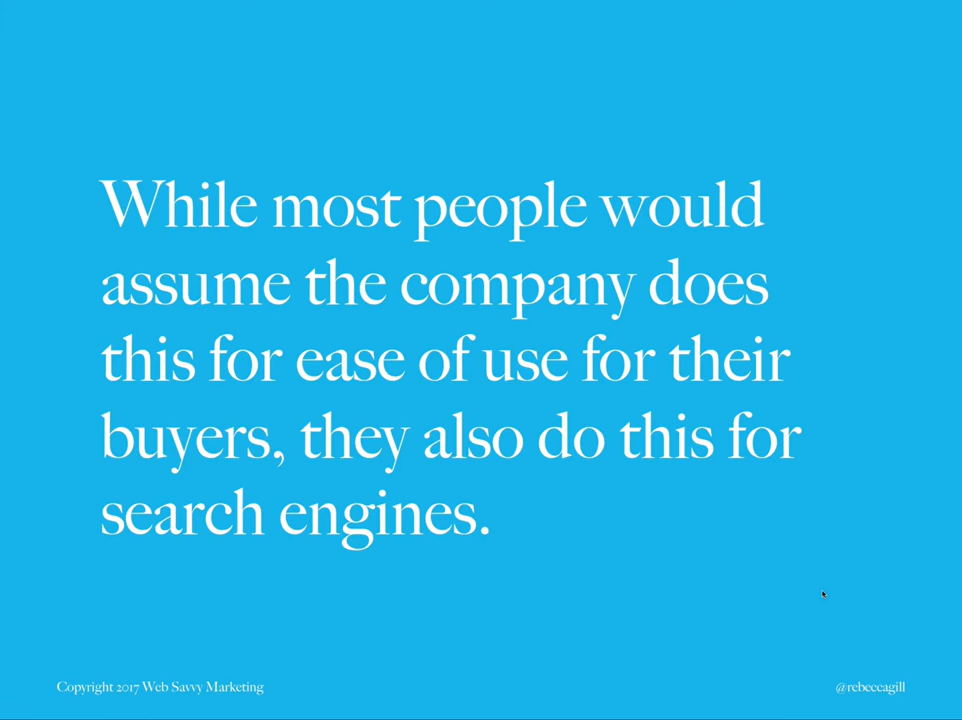 While most people would
assume the company does
this for ease of use for their
buyers, they also do this for
search engines.
Copyright 2017 Web Savvy Marketing
@rebeccagill